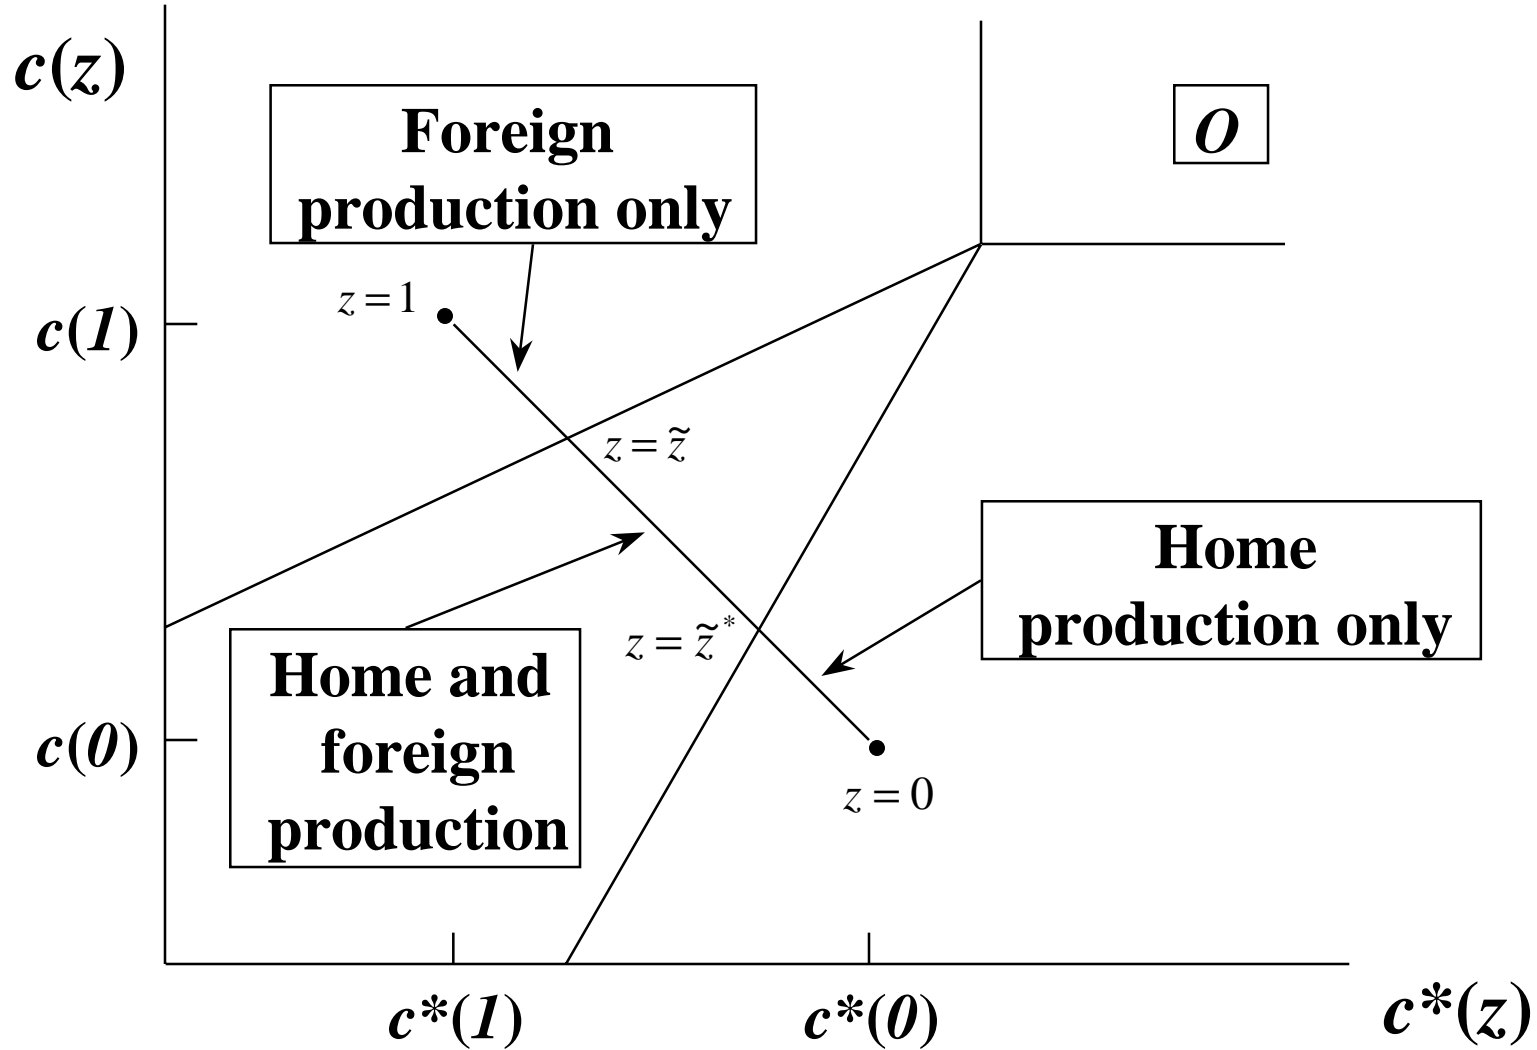 c(z)
Foreign
production only
O
z = 1
c(1)
z = z̃
Home
production only
z = z̃*
Home and
foreign
production
c(0)
z = 0
c*(1)
c*(0)
c*(z)